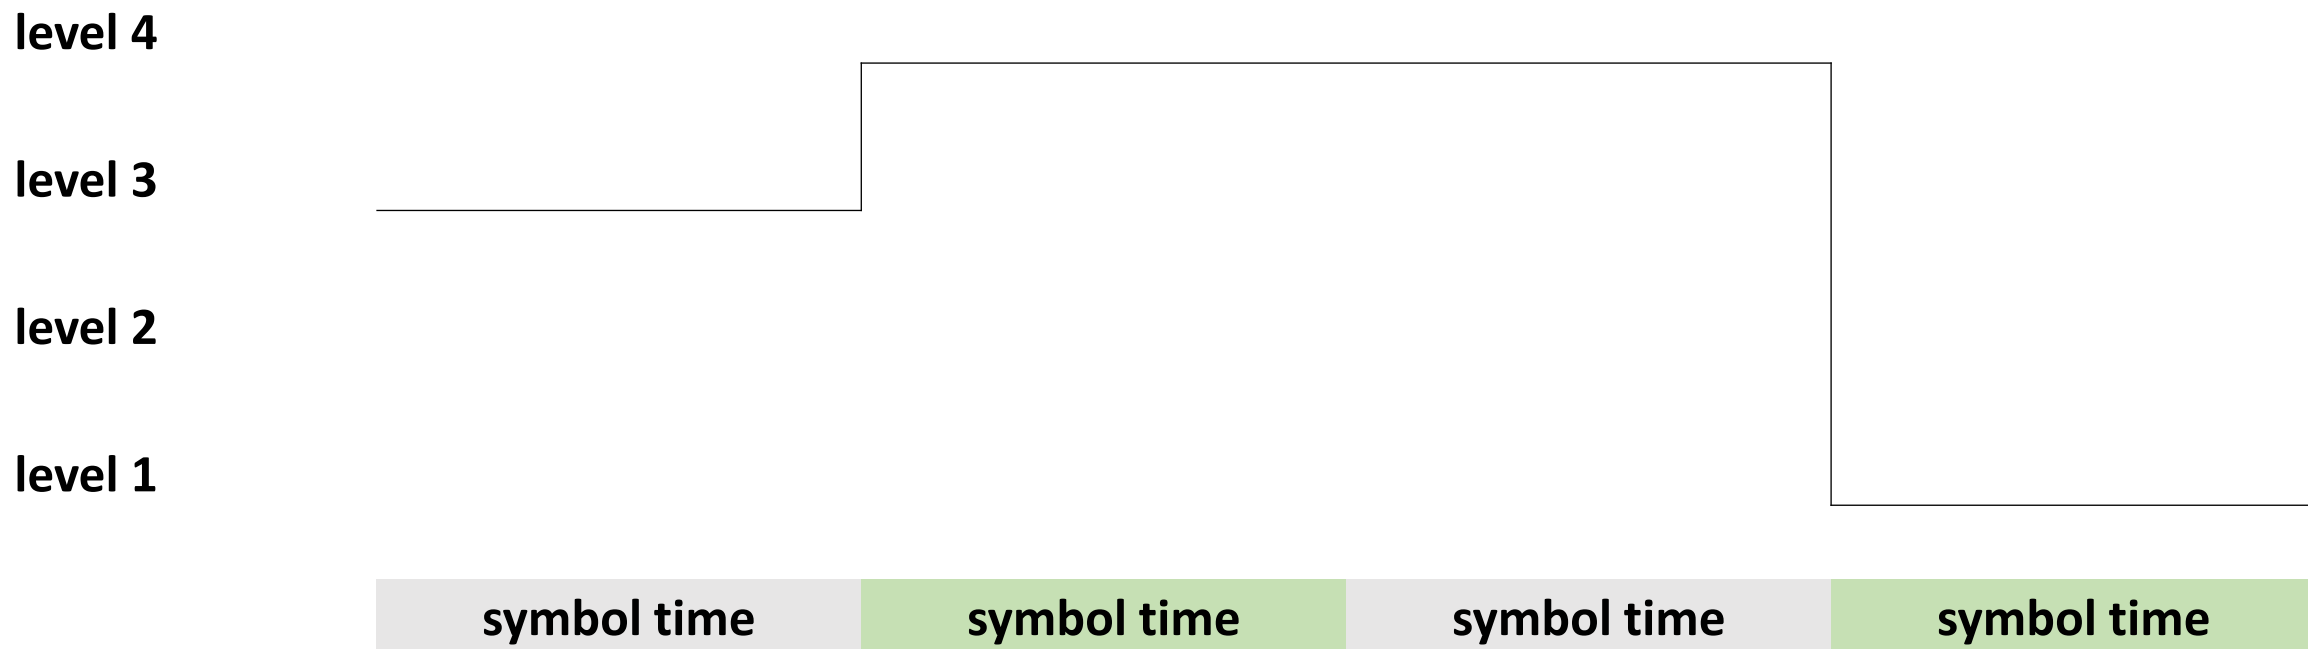 level 4
level 3
level 2
level 1
symbol time symbol time symbol time symbol time